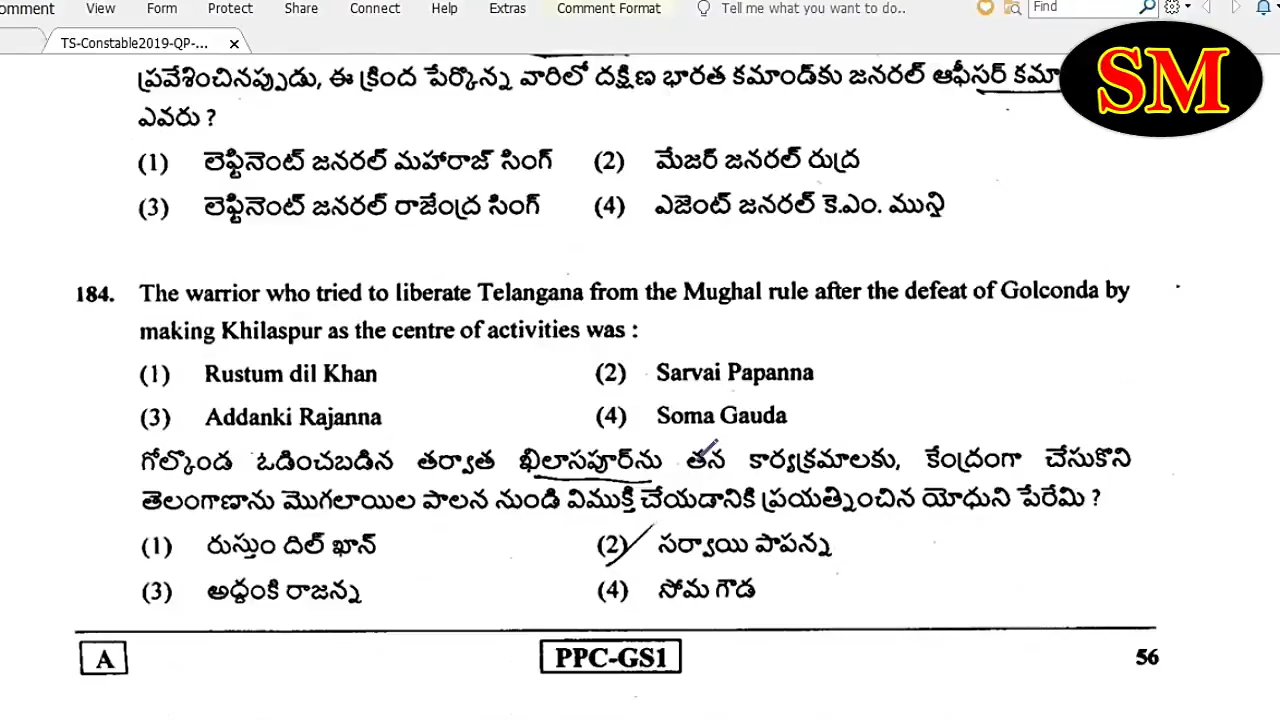 omment View Form Protect Share Connect Help Extras Comment Format Tell me what you want to do.. Find
TS-Constable2019-QP-... x
SM
ప్రవేశించినప్పుడు, ఈ క్రింద పేర్కొన్న వారిలో దక్షిణ భారత కమాండ్‌కు జనరల్ ఆఫీసర్ కమా
ఎవరు ?
(1) లెఫ్టినెంట్ జనరల్ మహారాజ్ సింగ్ (2) మేజర్ జనరల్ రుద్ర
(3) లెఫ్టినెంట్ జనరల్ రాజేంద్ర సింగ్ (4) ఎజెంట్ జనరల్ కె.ఎం. మున్షి
184. The warrior who tried to liberate Telangana from the Mughal rule after the defeat of Golconda by
making Khilaspur as the centre of activities was :
(1) Rustum dil Khan (2) Sarvai Papanna
(3) Addanki Rajanna (4) Soma Gauda
గోల్కొండ ఓడించబడిన తర్వాత ఖిలాసపూర్‌ను తన కార్యక్రమాలకు, కేంద్రంగా చేసుకొని
తెలంగాణాను మొగలాయిల పాలన నుండి విముక్తి చేయడానికి ప్రయత్నించిన యోధుని పేరేమి ?
(1) రుస్తుం దిల్ ఖాన్ (2) సర్వాయి పాపన్న
(3) అద్దంకి రాజన్న (4) సోమ గౌడ
A PPC-GS1 56